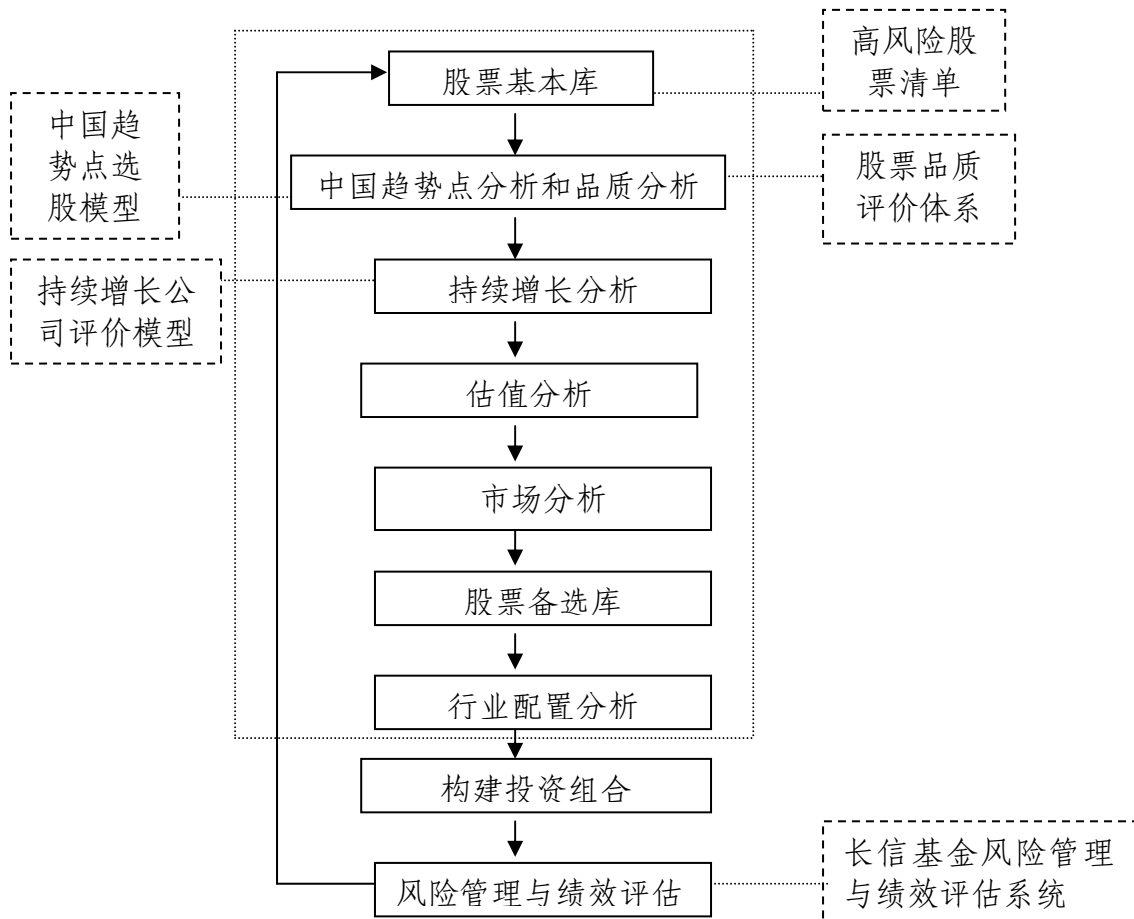 高风险股
票清单
股票基本库
中国趋
势点选
股模型
中国趋势点分析和品质分析
股票品质
评价体系
持续增长公
司评价模型
持续增长分析
估值分析
市场分析
股票备选库
行业配置分析
构建投资组合
风险管理与绩效评估
长信基金风险管理
与绩效评估系统